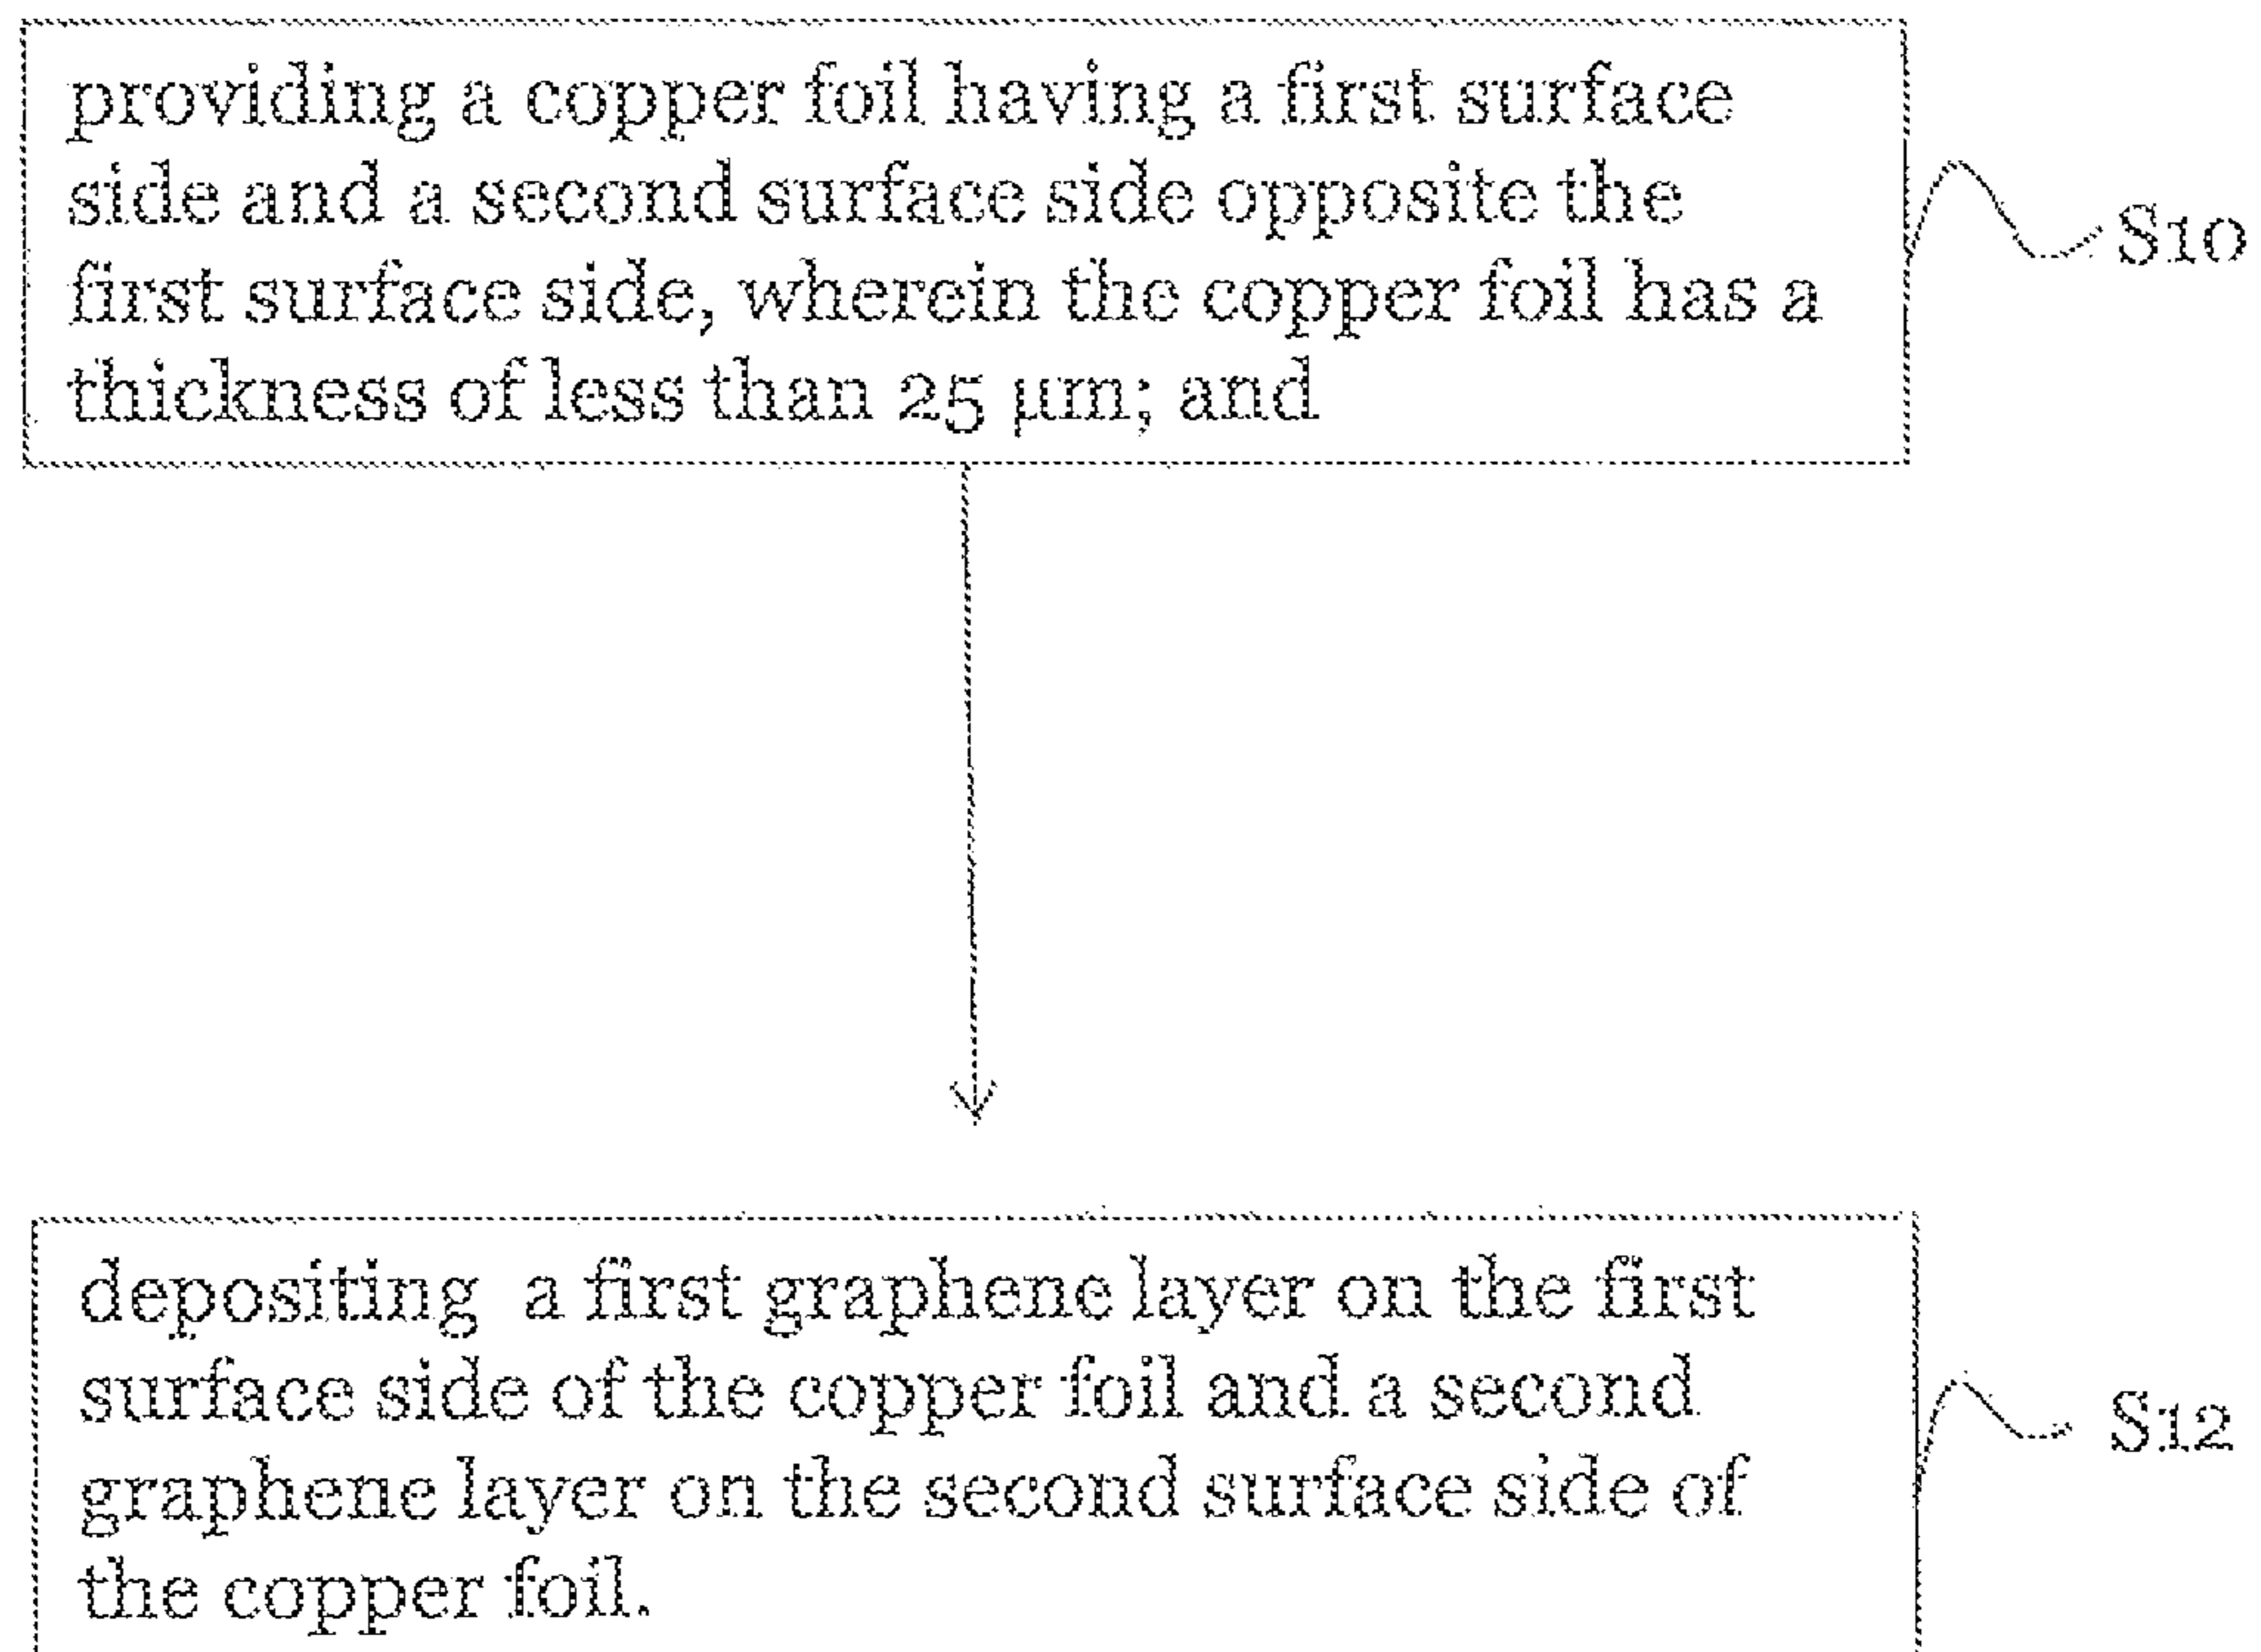 providing a copper foil having a first surface
side and a second surface side opposite the
first surface side, wherein the copper foil has a
thickness of less than 25 µm; and
S10
depositing a first graphene layer on the first
surface side of the copper foil and a second
graphene layer on the second surface side of
the copper foil.
S12